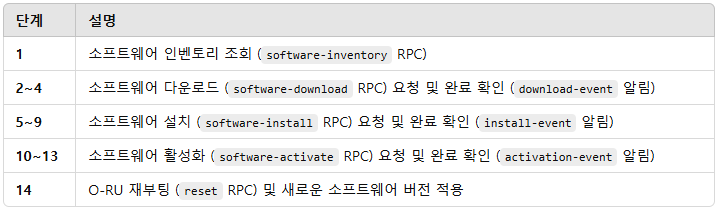 단계 설명
1 소프트웨어 인벤토리 조회 (software-inventory RPC)
2~4 소프트웨어 다운로드 (software-download RPC) 요청 및 완료 확인 (download-event 알림)
5~9 소프트웨어 설치 (software-install RPC) 요청 및 완료 확인 (install-event 알림)
10~13 소프트웨어 활성화 (software-activate RPC) 요청 및 완료 확인 (activation-event 알림)
14 O-RU 재부팅 (reset RPC) 및 새로운 소프트웨어 버전 적용